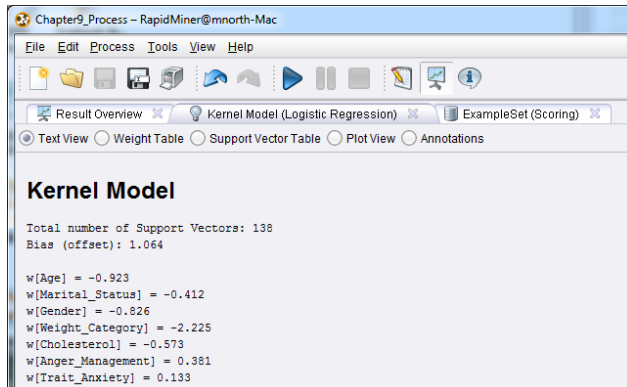 Chapter9_Process – RapidMiner@mnorth-Mac
File Edit Process Tools View Help
Result Overview Kernel Model (Logistic Regression) ExampleSet (Scoring)
Text View Weight Table Support Vector Table Plot View Annotations
Kernel Model
Total number of Support Vectors: 138
Bias (offset): 1.064
w[Age] = -0.923
w[Marital_Status] = -0.412
w[Gender] = -0.826
w[Weight_Category] = -2.225
w[Cholesterol] = -0.573
w[Anger_Management] = 0.381
w[Trait_Anxiety] = 0.133